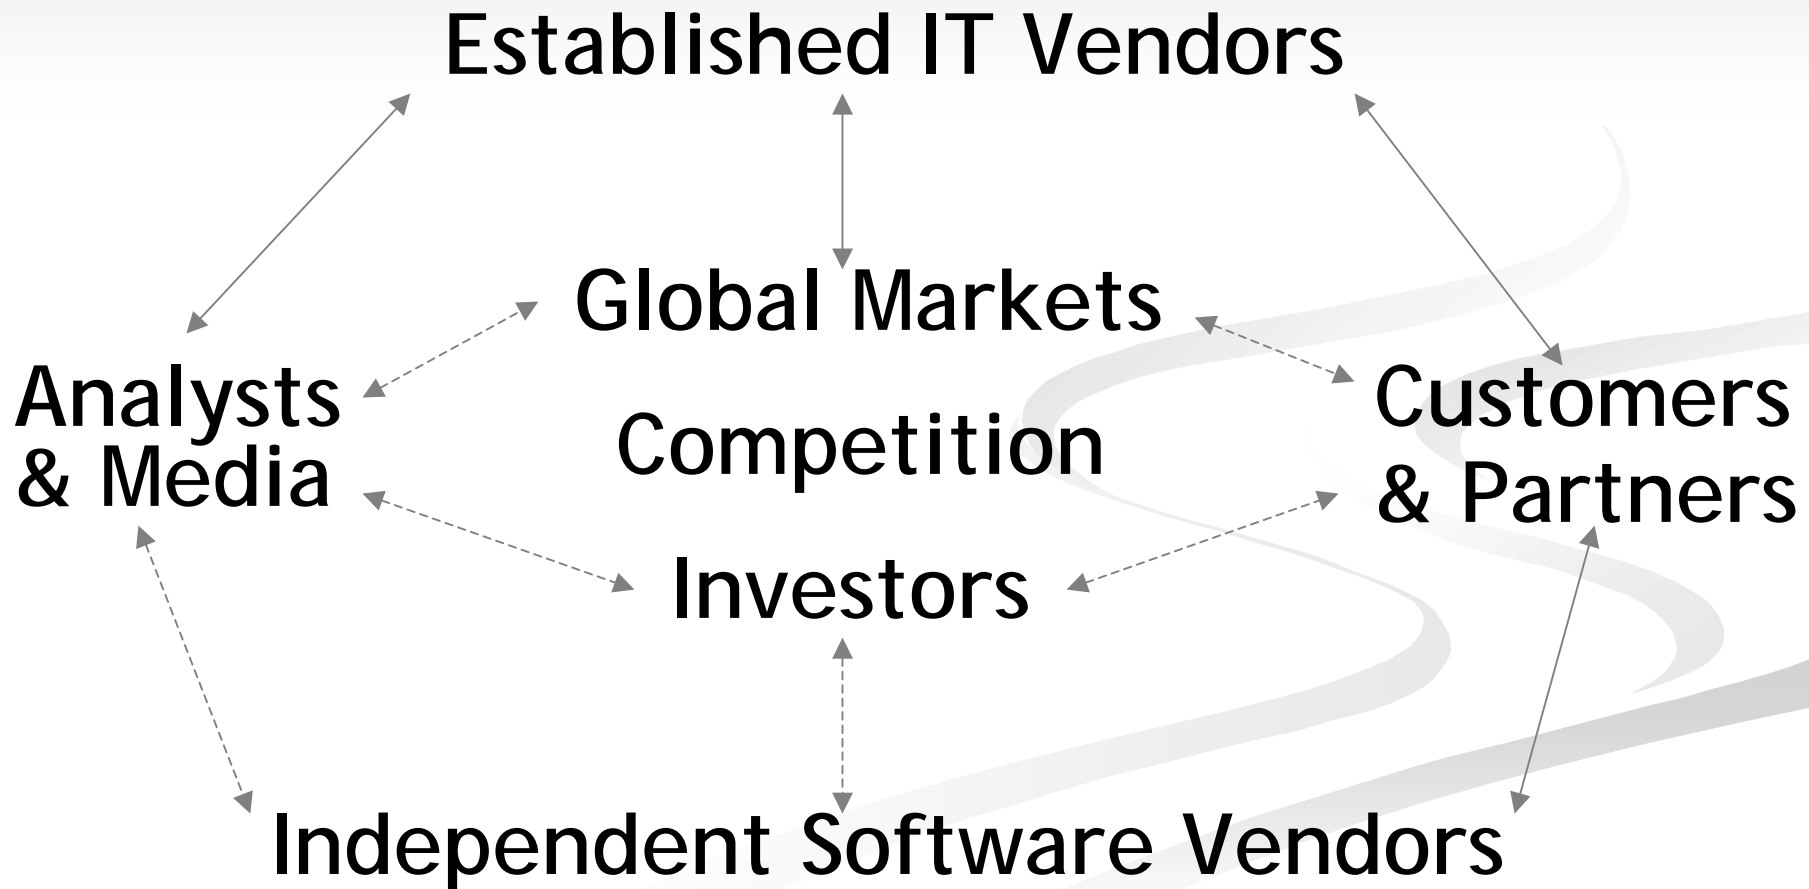 Established IT Vendors
Global Markets
Analysts
& Media
Competition
Customers
& Partners
Investors
Independent Software Vendors